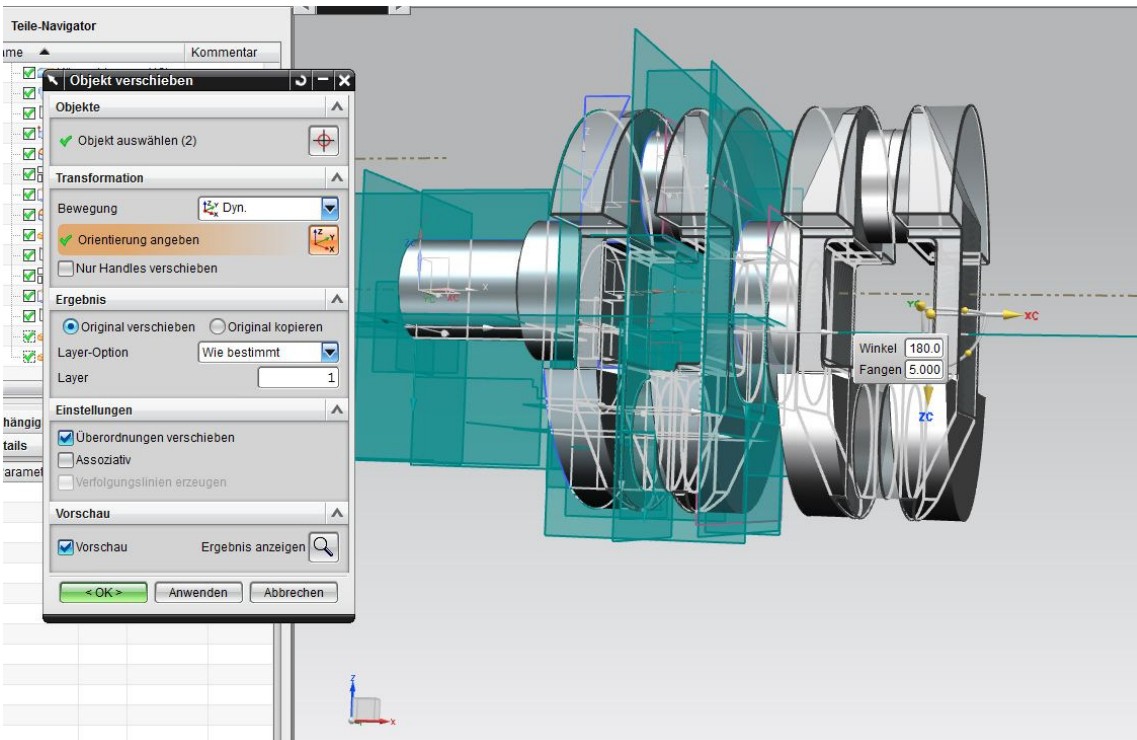 Teile-Navigator
Kommentar
Objekt verschieben
Objekte
Objekt auswählen (2)
Transformation
Bewegung Dyn.
Orientierung angeben
Nur Handles verschieben
Ergebnis
Original verschieben Original kopieren
Layer-Option Wie bestimmt
Layer 1
Einstellungen
Überordnungen verschieben
Assoziativ
Verfolgungslinien erzeugen
Vorschau
Vorschau Ergebnis anzeigen
< OK > Anwenden Abbrechen
hängig
tails
aramet
YC
XC
Winkel 180.0
Fangen 5.000
ZC
Z
X